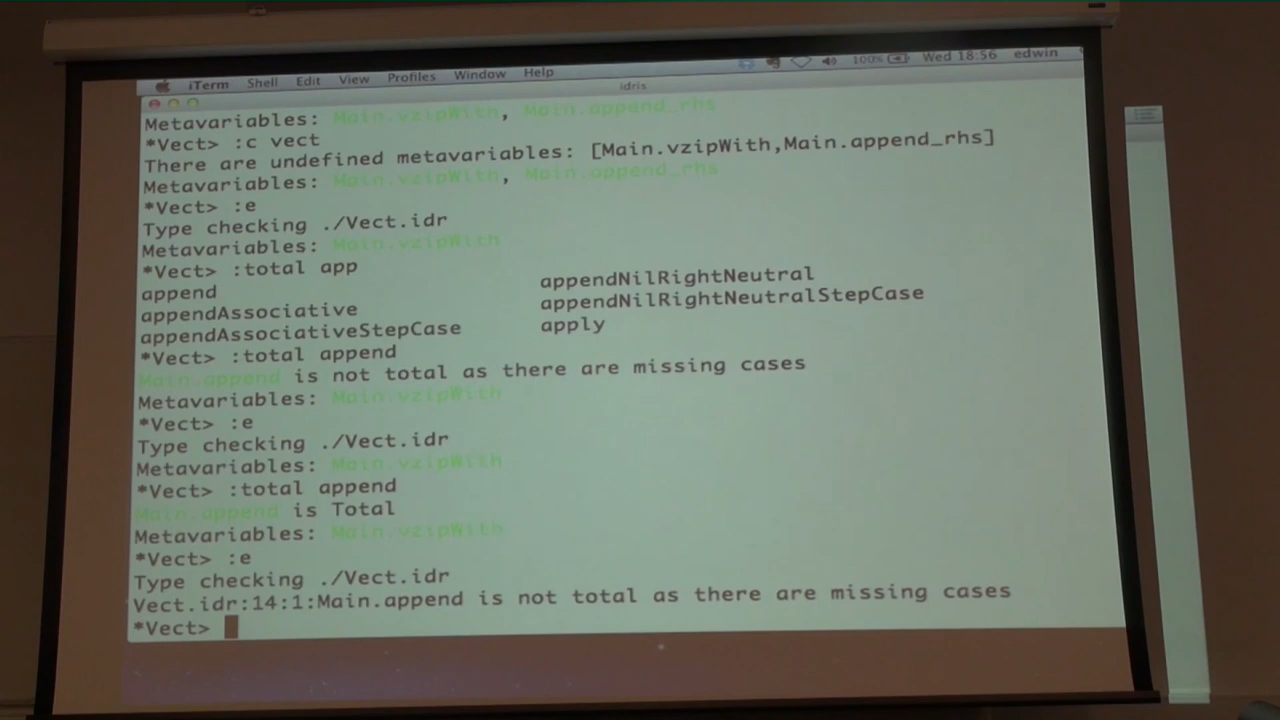 iTerm Shell Edit View Profiles Window Help 100% Wed 18:56 edwin
idris
Metavariables: Main.vzipWith, Main.append_rhs
*Vect> :c vect
There are undefined metavariables: [Main.vzipWith,Main.append_rhs]
Metavariables: Main.vzipWith, Main.append_rhs
*Vect> :e
Type checking ./Vect.idr
Metavariables: Main.vzipWith
*Vect> :total app
append appendNilRightNeutral
appendAssociative appendNilRightNeutralStepCase
appendAssociativeStepCase apply
*Vect> :total append
Main.append is not total as there are missing cases
Metavariables: Main.vzipWith
*Vect> :e
Type checking ./Vect.idr
Metavariables: Main.vzipWith
*Vect> :total append
Main.append is Total
Metavariables: Main.vzipWith
*Vect> :e
Type checking ./Vect.idr
Vect.idr:14:1:Main.append is not total as there are missing cases
*Vect>